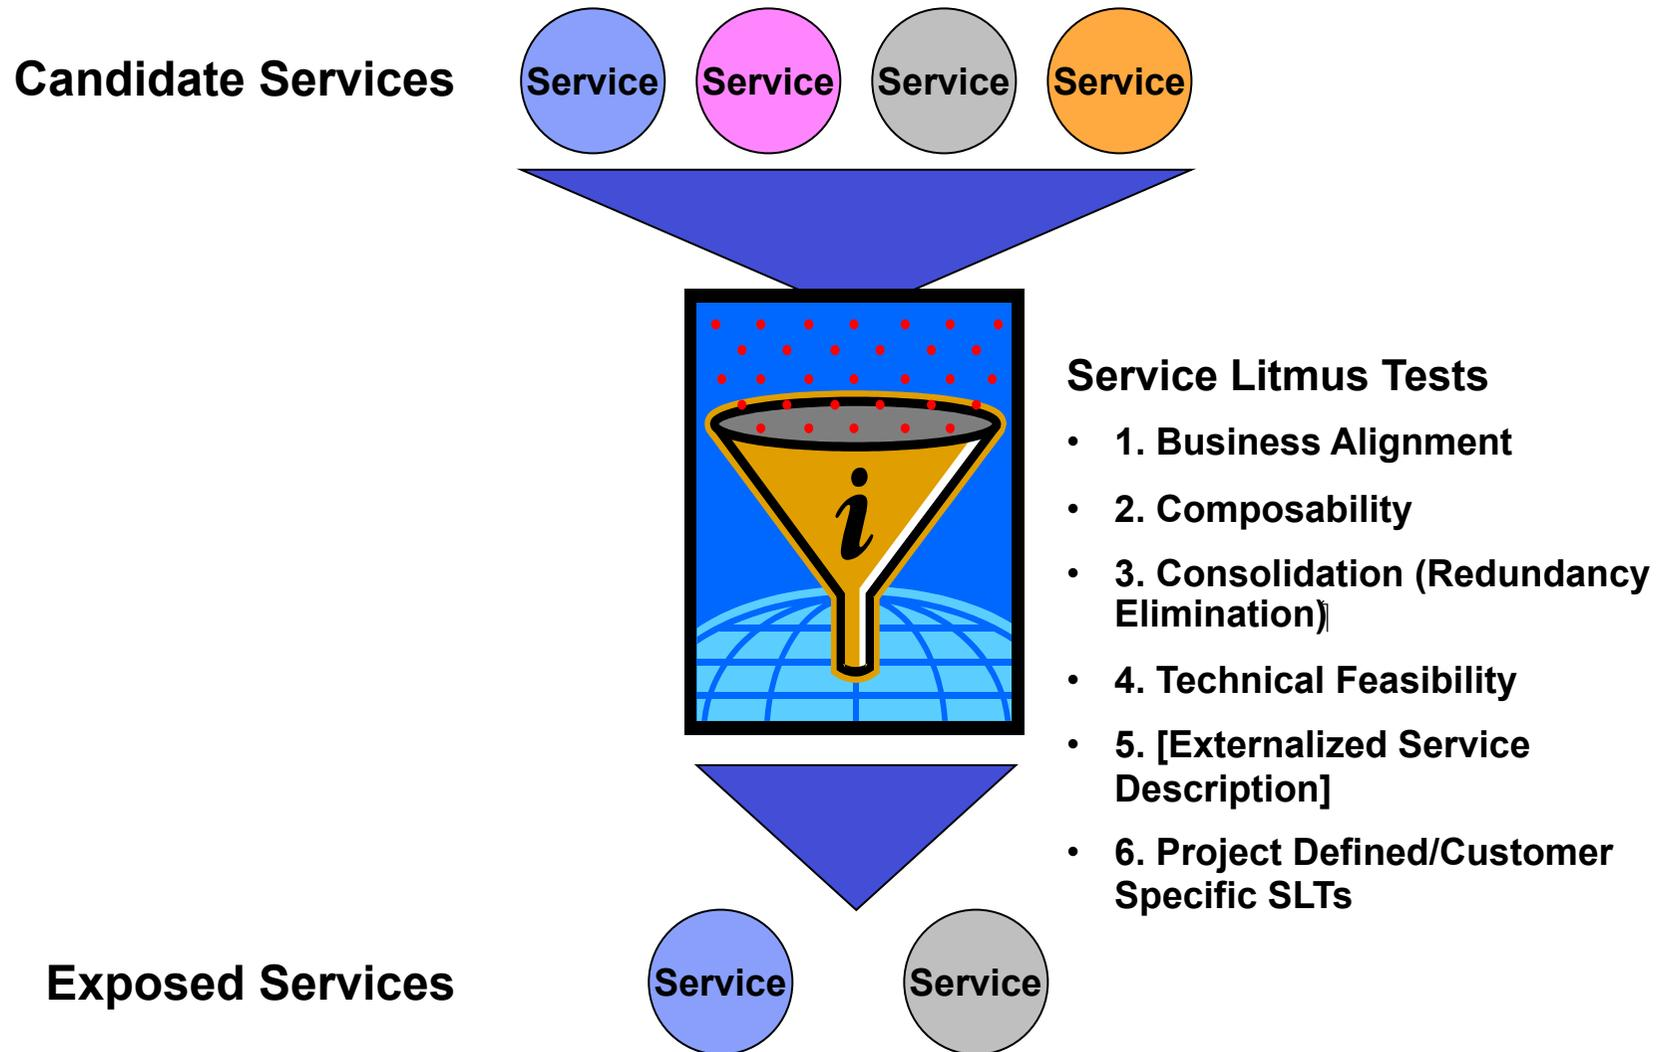 Candidate Services
Service Service Service Service
i
Service Litmus Tests
• 1. Business Alignment
• 2. Composability
• 3. Consolidation (Redundancy
Elimination)
• 4. Technical Feasibility
• 5. [Externalized Service
Description]
• 6. Project Defined/Customer
Specific SLTs
Exposed Services
Service Service